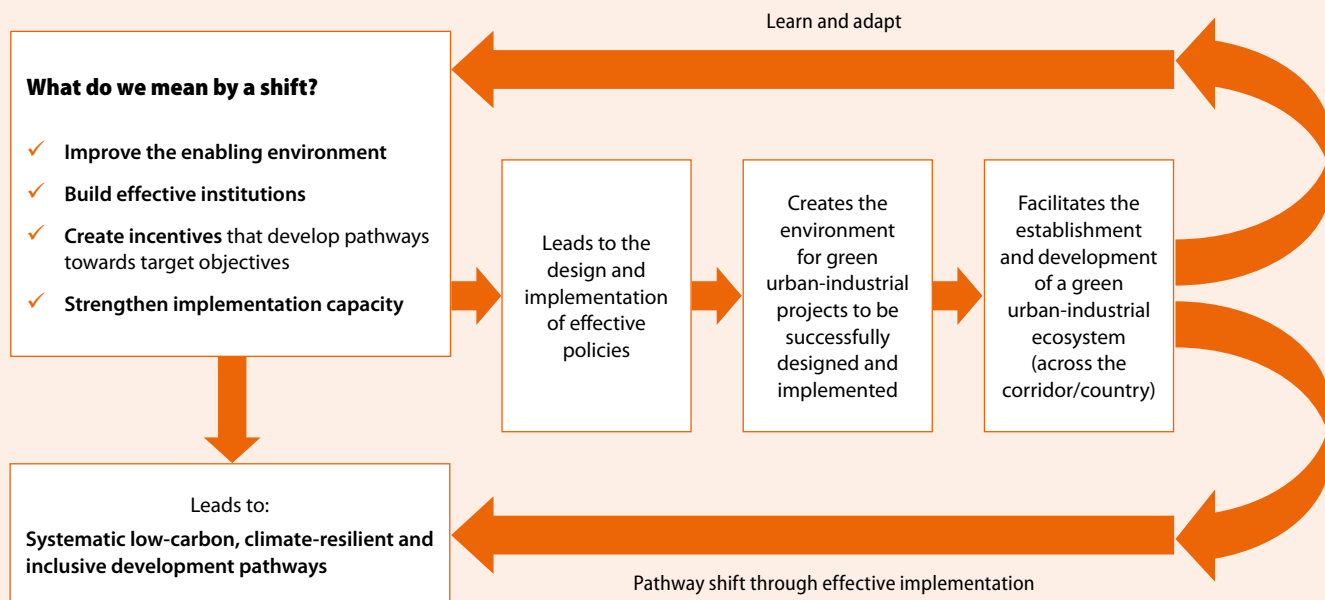 Learn and adapt
What do we mean by a shift?
✓ Improve the enabling environment
✓ Build effective institutions
✓ Create incentives that develop pathways
towards target objectives
✓ Strengthen implementation capacity
Leads to the
design and
implementation
of effective
policies
Creates the
environment
for green
urban-industrial
projects to be
successfully
designed and
implemented
Facilitates the
establishment
and development
of a green
urban-industrial
ecosystem
(across the
corridor/country)
Leads to:
Systematic low-carbon, climate-resilient and
inclusive development pathways
Pathway shift through effective implementation